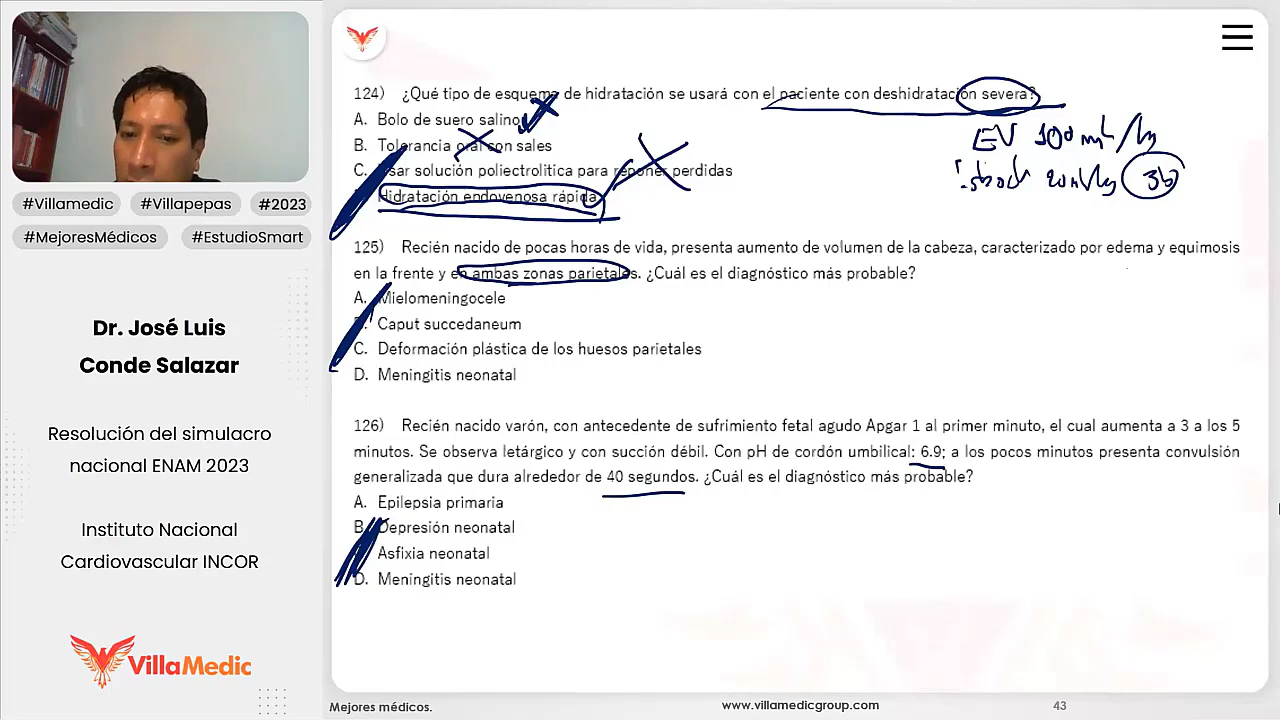 #Villamedic #Villapepas #2023
#MejoresMédicos #EstudioSmart
Dr. José Luis
Conde Salazar
Resolución del simulacro
nacional ENAM 2023
Instituto Nacional
Cardiovascular INCOR
VillaMedic
124) ¿Qué tipo de esquema de hidratación se usará con el paciente con deshidratación severa?
A. Bolo de suero salino
B. Tolerancia oral con sales
C. Usar solución poliectrolitica para reponer perdidas
Hidratación endovenosa rápida
EV 100 ml/kg
shock 20ml/kg 30
125) Recién nacido de pocas horas de vida, presenta aumento de volumen de la cabeza, caracterizado por edema y equimosis
en la frente y en ambas zonas parietales. ¿Cuál es el diagnóstico más probable?
A. Mielomeningocele
Caput succedaneum
C. Deformación plástica de los huesos parietales
D. Meningitis neonatal
126) Recién nacido varón, con antecedente de sufrimiento fetal agudo Apgar 1 al primer minuto, el cual aumenta a 3 a los 5
minutos. Se observa letárgico y con succión débil. Con pH de cordón umbilical: 6.9; a los pocos minutos presenta convulsión
generalizada que dura alrededor de 40 segundos. ¿Cuál es el diagnóstico más probable?
A. Epilepsia primaria
B. Depresión neonatal
Asfixia neonatal
D. Meningitis neonatal
Mejores médicos. www.villamedicgroup.com 43